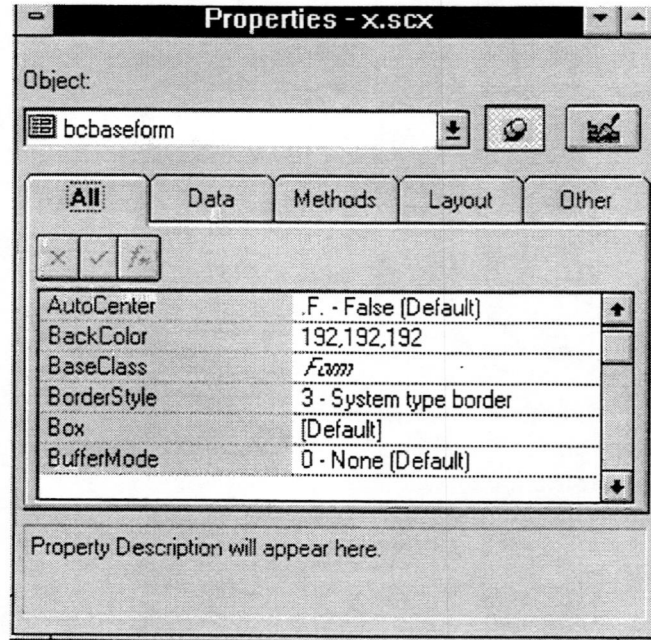 Properties - x.scx
Object:
bcbaseform
All Data Methods Layout Other
AutoCenter .F. - False (Default)
BackColor 192,192,192
BaseClass Form
BorderStyle 3 - System type border
Box [Default]
BufferMode 0 - None (Default)
Property Description will appear here.